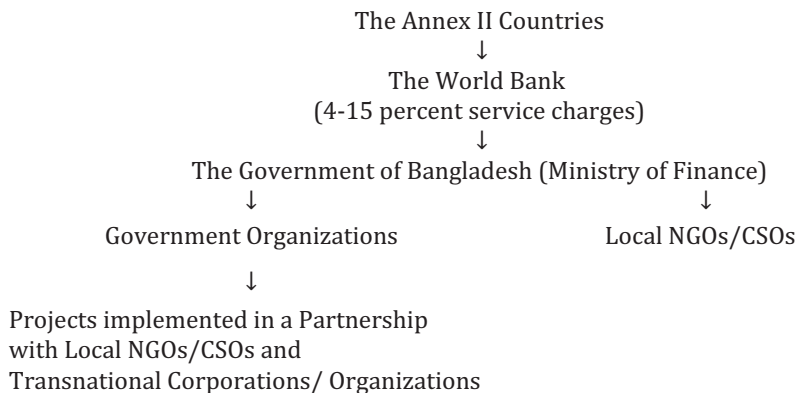 The Annex II Countries
↓
The World Bank
(4-15 percent service charges)
↓
The Government of Bangladesh (Ministry of Finance)
↓ ↓
Government Organizations Local NGOs/CSOs
↓
Projects implemented in a Partnership
with Local NGOs/CSOs and
Transnational Corporations/ Organizations